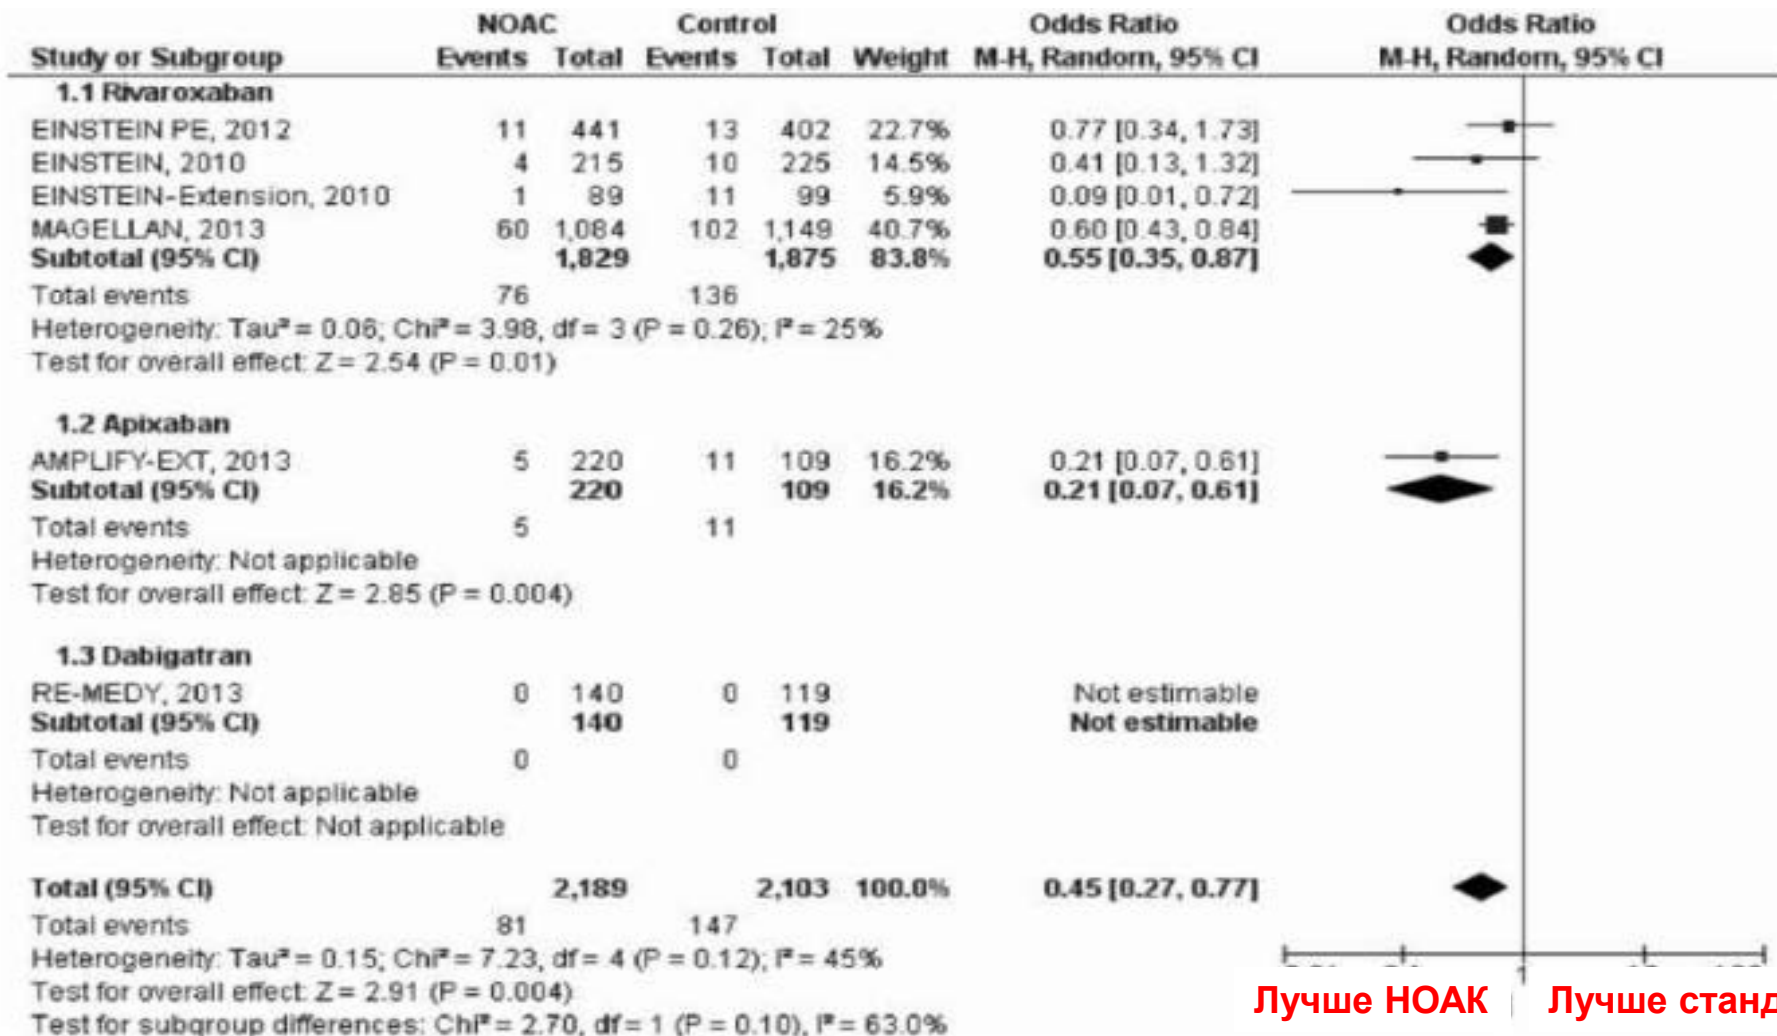 NOAC Control Odds Ratio Odds Ratio
Study or Subgroup Events Total Events Total Weight M-H, Random, 95% CI M-H, Random, 95% CI
1.1 Rivaroxaban
EINSTEIN PE, 2012 11 441 13 402 22.7% 0.77 [0.34, 1.73]
EINSTEIN, 2010 4 215 10 225 14.5% 0.41 [0.13, 1.32]
EINSTEIN-Extension, 2010 1 89 11 99 5.9% 0.09 [0.01, 0.72]
MAGELLAN, 2013 60 1,084 102 1,149 40.7% 0.60 [0.43, 0.84]
Subtotal (95% CI) 1,829 1,875 83.8% 0.55 [0.35, 0.87]
Total events 76 136
Heterogeneity: Tau² = 0.06; Chi² = 3.98, df = 3 (P = 0.26); I² = 25%
Test for overall effect: Z = 2.54 (P = 0.01)
1.2 Apixaban
AMPLIFY-EXT, 2013 5 220 11 109 16.2% 0.21 [0.07, 0.61]
Subtotal (95% CI) 220 109 16.2% 0.21 [0.07, 0.61]
Total events 5 11
Heterogeneity: Not applicable
Test for overall effect: Z = 2.85 (P = 0.004)
1.3 Dabigatran
RE-MEDY, 2013 0 140 0 119 Not estimable
Subtotal (95% CI) 140 119 Not estimable
Total events 0 0
Heterogeneity: Not applicable
Test for overall effect: Not applicable
Total (95% CI) 2,189 2,103 100.0% 0.45 [0.27, 0.77]
Total events 81 147
Heterogeneity: Tau² = 0.15; Chi² = 7.23, df = 4 (P = 0.12); I² = 45%
1
Test for overall effect: Z = 2.91 (P = 0.004)
Лучше НОАК Лучше станд
Test for subgroup differences: Chi² = 2.70, df = 1 (P = 0.10), I² = 63.0%